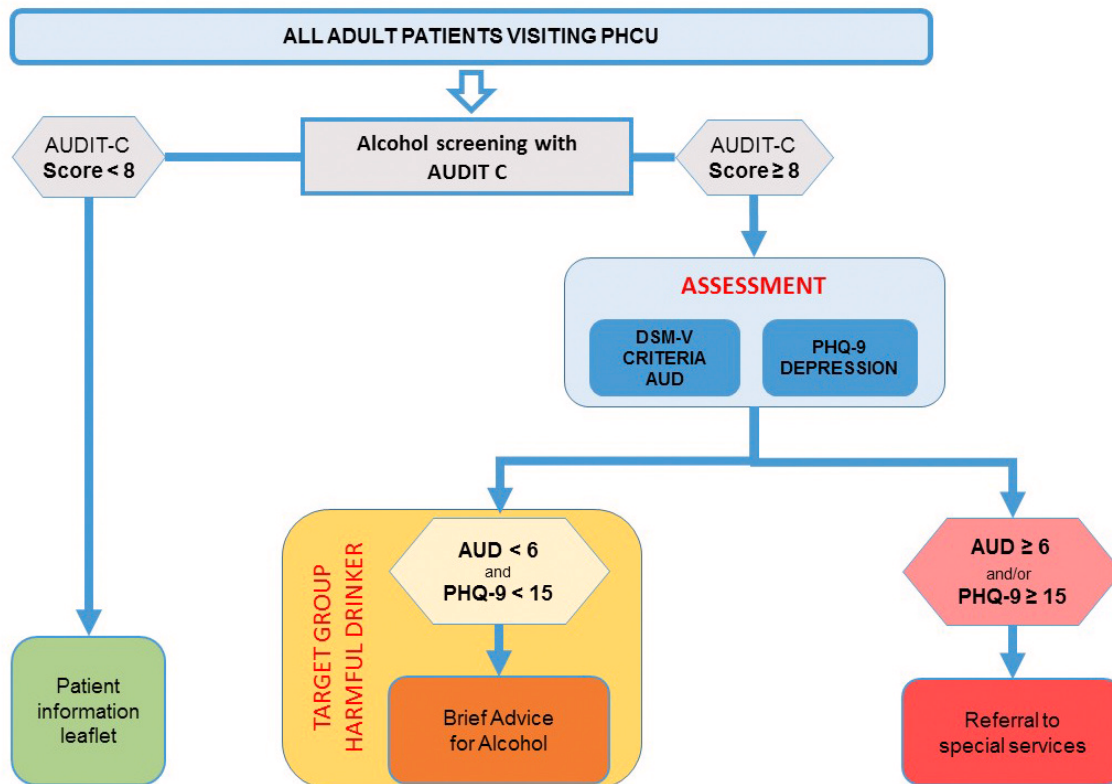 ALL ADULT PATIENTS VISITING PHCU
AUDIT-C
Score < 8
Alcohol screening with
AUDIT C
AUDIT-C
Score ≥ 8
ASSESSMENT
DSM-V
CRITERIA
AUD
PHQ-9
DEPRESSION
TARGET GROUP
HARMFUL DRINKER
AUD < 6
and
PHQ-9 < 15
AUD ≥ 6
and/or
PHQ-9 ≥ 15
Patient
information
leaflet
Brief Advice
for Alcohol
Referral to
special services